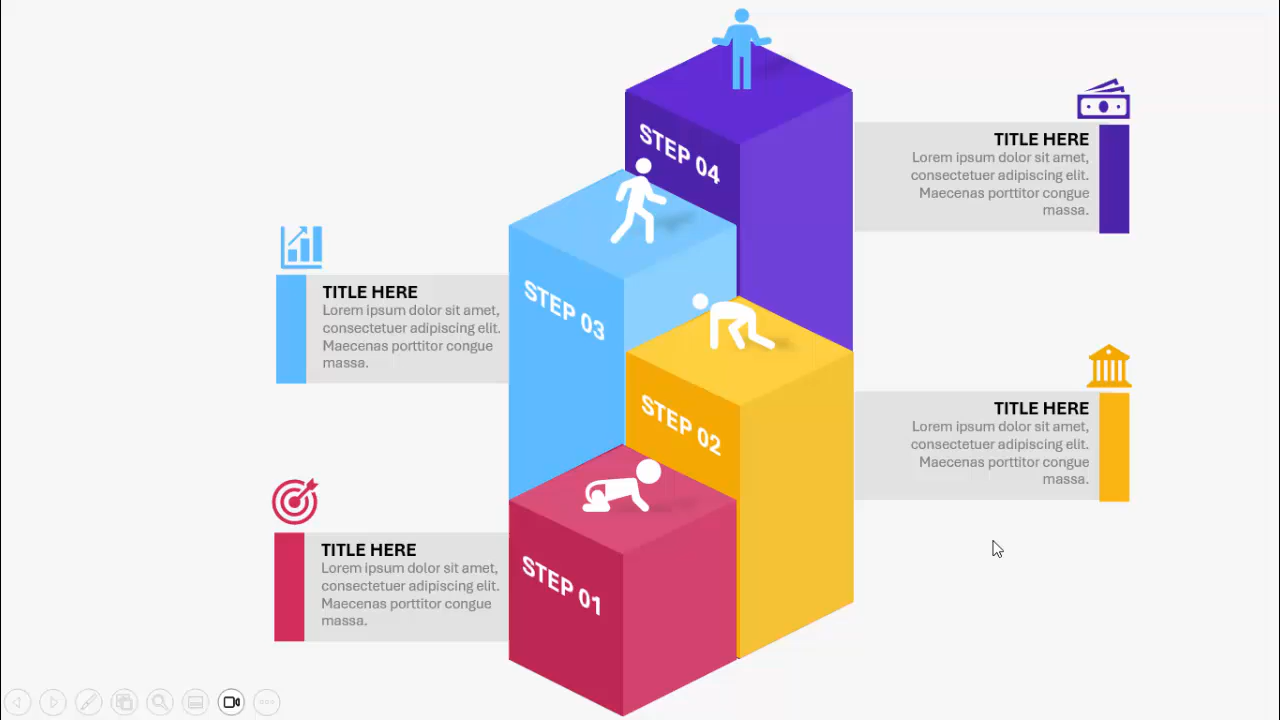 STEP 04
TITLE HERE
Lorem ipsum dolor sit amet,
consectetuer adipiscing elit.
Maecenas porttitor congue
massa.
STEP 03
TITLE HERE
Lorem ipsum dolor sit amet,
consectetuer adipiscing elit.
Maecenas porttitor congue
massa.
STEP 02
TITLE HERE
Lorem ipsum dolor sit amet,
consectetuer adipiscing elit.
Maecenas porttitor congue
massa.
STEP 01
TITLE HERE
Lorem ipsum dolor sit amet,
consectetuer adipiscing elit.
Maecenas porttitor congue
massa.